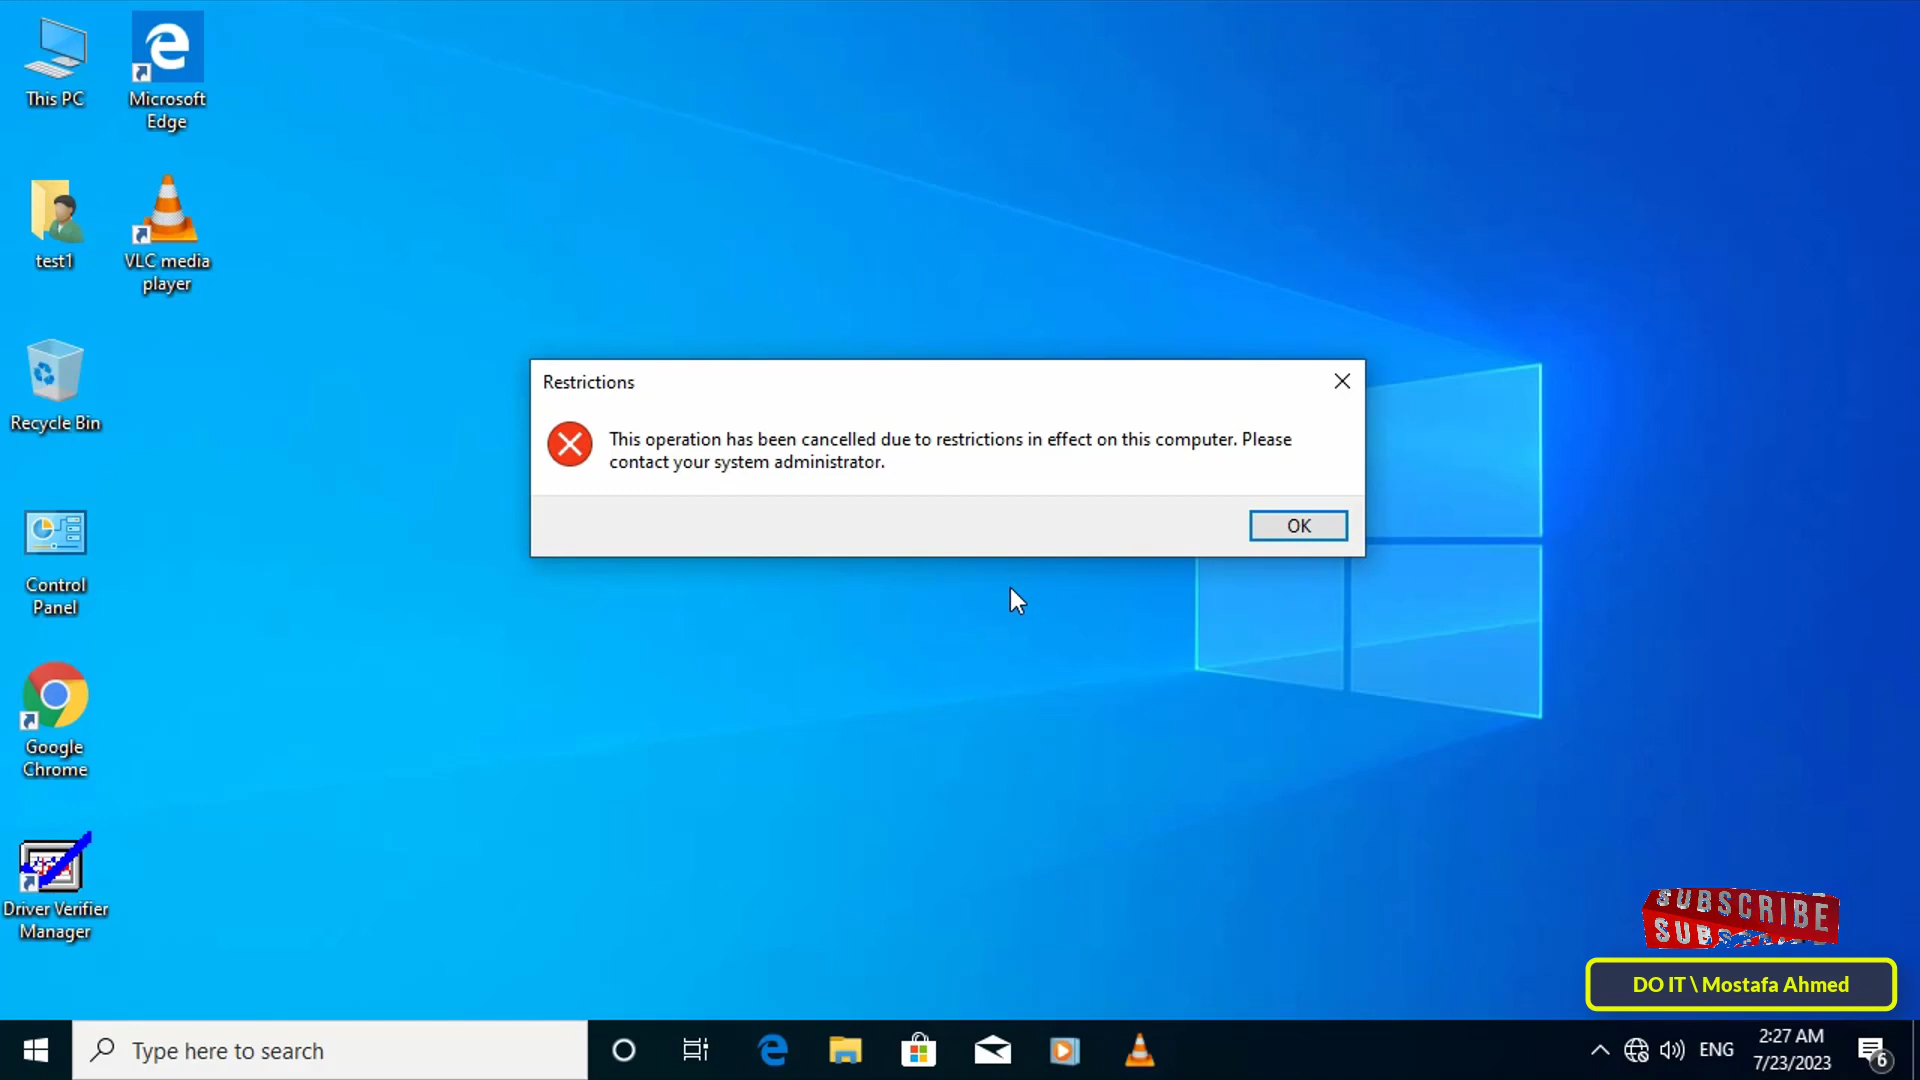 This PC
Microsoft
Edge
test1
VLC media
player
Recycle Bin
Control
Panel
Google
Chrome
Driver Verifier
Manager
Restrictions
This operation has been cancelled due to restrictions in effect on this computer. Please
contact your system administrator.
OK
SUBSCRIBE
DO IT \ Mostafa Ahmed
Type here to search
ENG
2:27 AM
7/23/2023
6